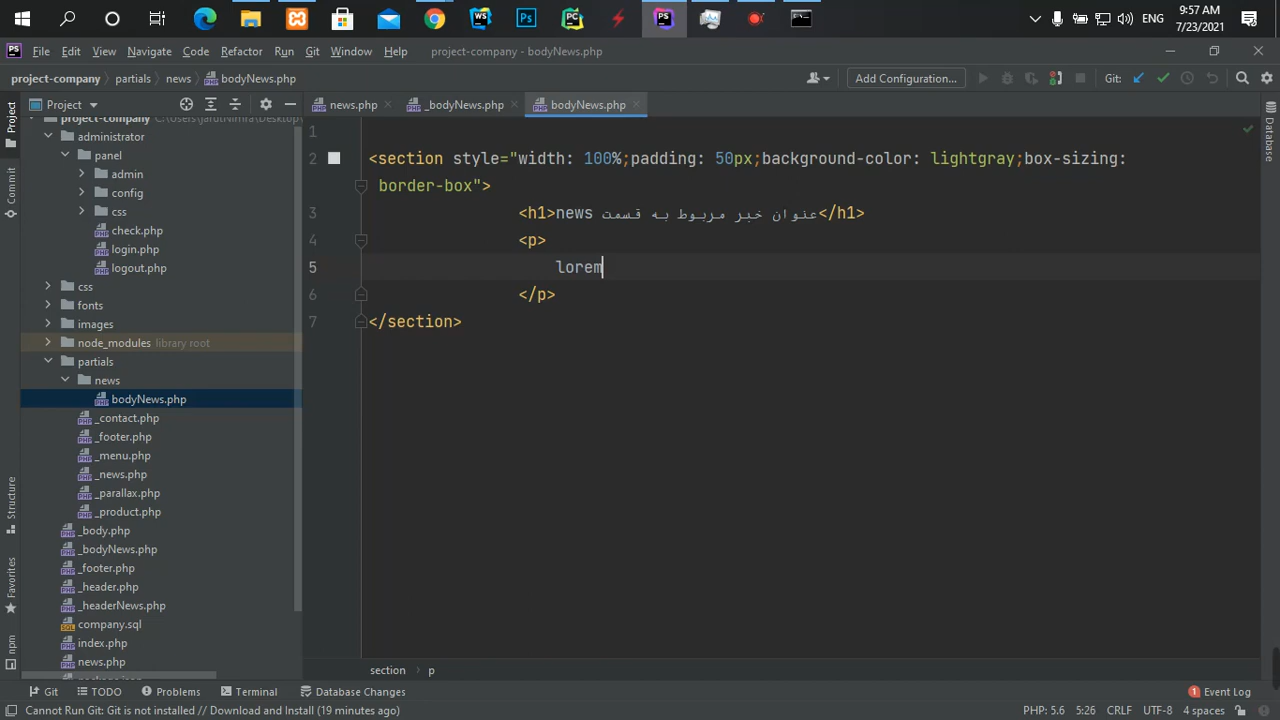 ENG
9:57 AM
7/23/2021
File Edit View Navigate Code Refactor Run Git Window Help project-company - bodyNews.php
project-company partials news bodyNews.php
Add Configuration...
Git:
Project
news.php
_bodyNews.php
bodyNews.php
project-company
administrator
panel
admin
config
css
check.php
login.php
logout.php
css
fonts
images
node_modules library root
partials
news
bodyNews.php
_contact.php
_footer.php
_menu.php
_news.php
_parallax.php
_product.php
_body.php
_bodyNews.php
_footer.php
_header.php
_headerNews.php
company.sql
index.php
news.php
1
2 <section style="width: 100%;padding: 50px;background-color: lightgray;box-sizing:
border-box">
3 <h1>news عنوان خبر مربوط به قسمت</h1>
4 <p>
5 lorem
6 </p>
7 </section>
section p
Project
Commit
Structure
Favorites
npm
Database
Git TODO Problems Terminal Database Changes
1 Event Log
Cannot Run Git: Git is not installed // Download and Install (19 minutes ago)
PHP: 5.6 5:26 CRLF UTF-8 4 spaces